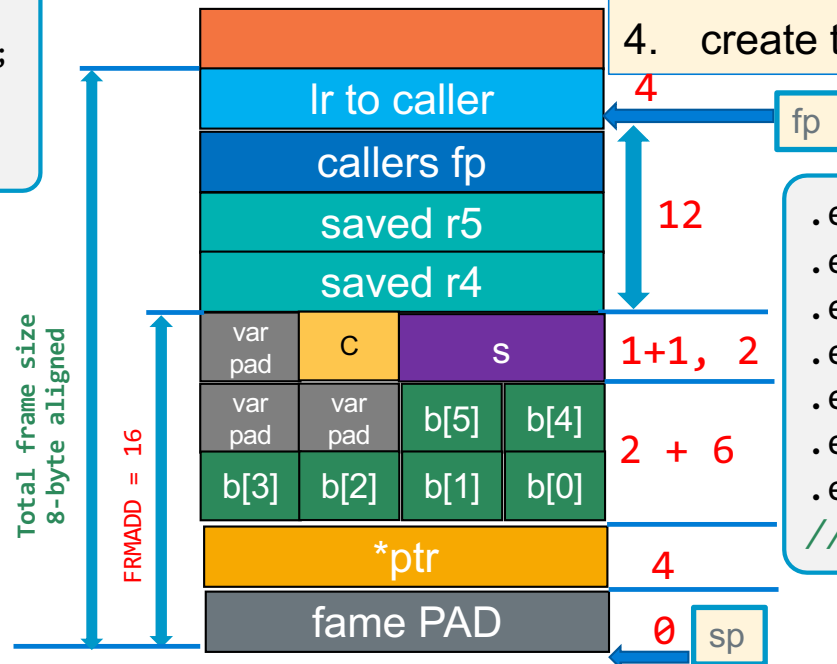 ;
4. create t
lr to caller
4
fp
callers fp
saved r5
12
saved r4
var pad
C
s
1+1, 2
var pad
var pad
b[5]
b[4]
2 + 6
b[3]
b[2]
b[1]
b[0]
*ptr
4
fame PAD
0
sp
Total frame size
8-byte aligned
FRMADD = 16
.e
.e
.e
.e
.e
.e
.e
//